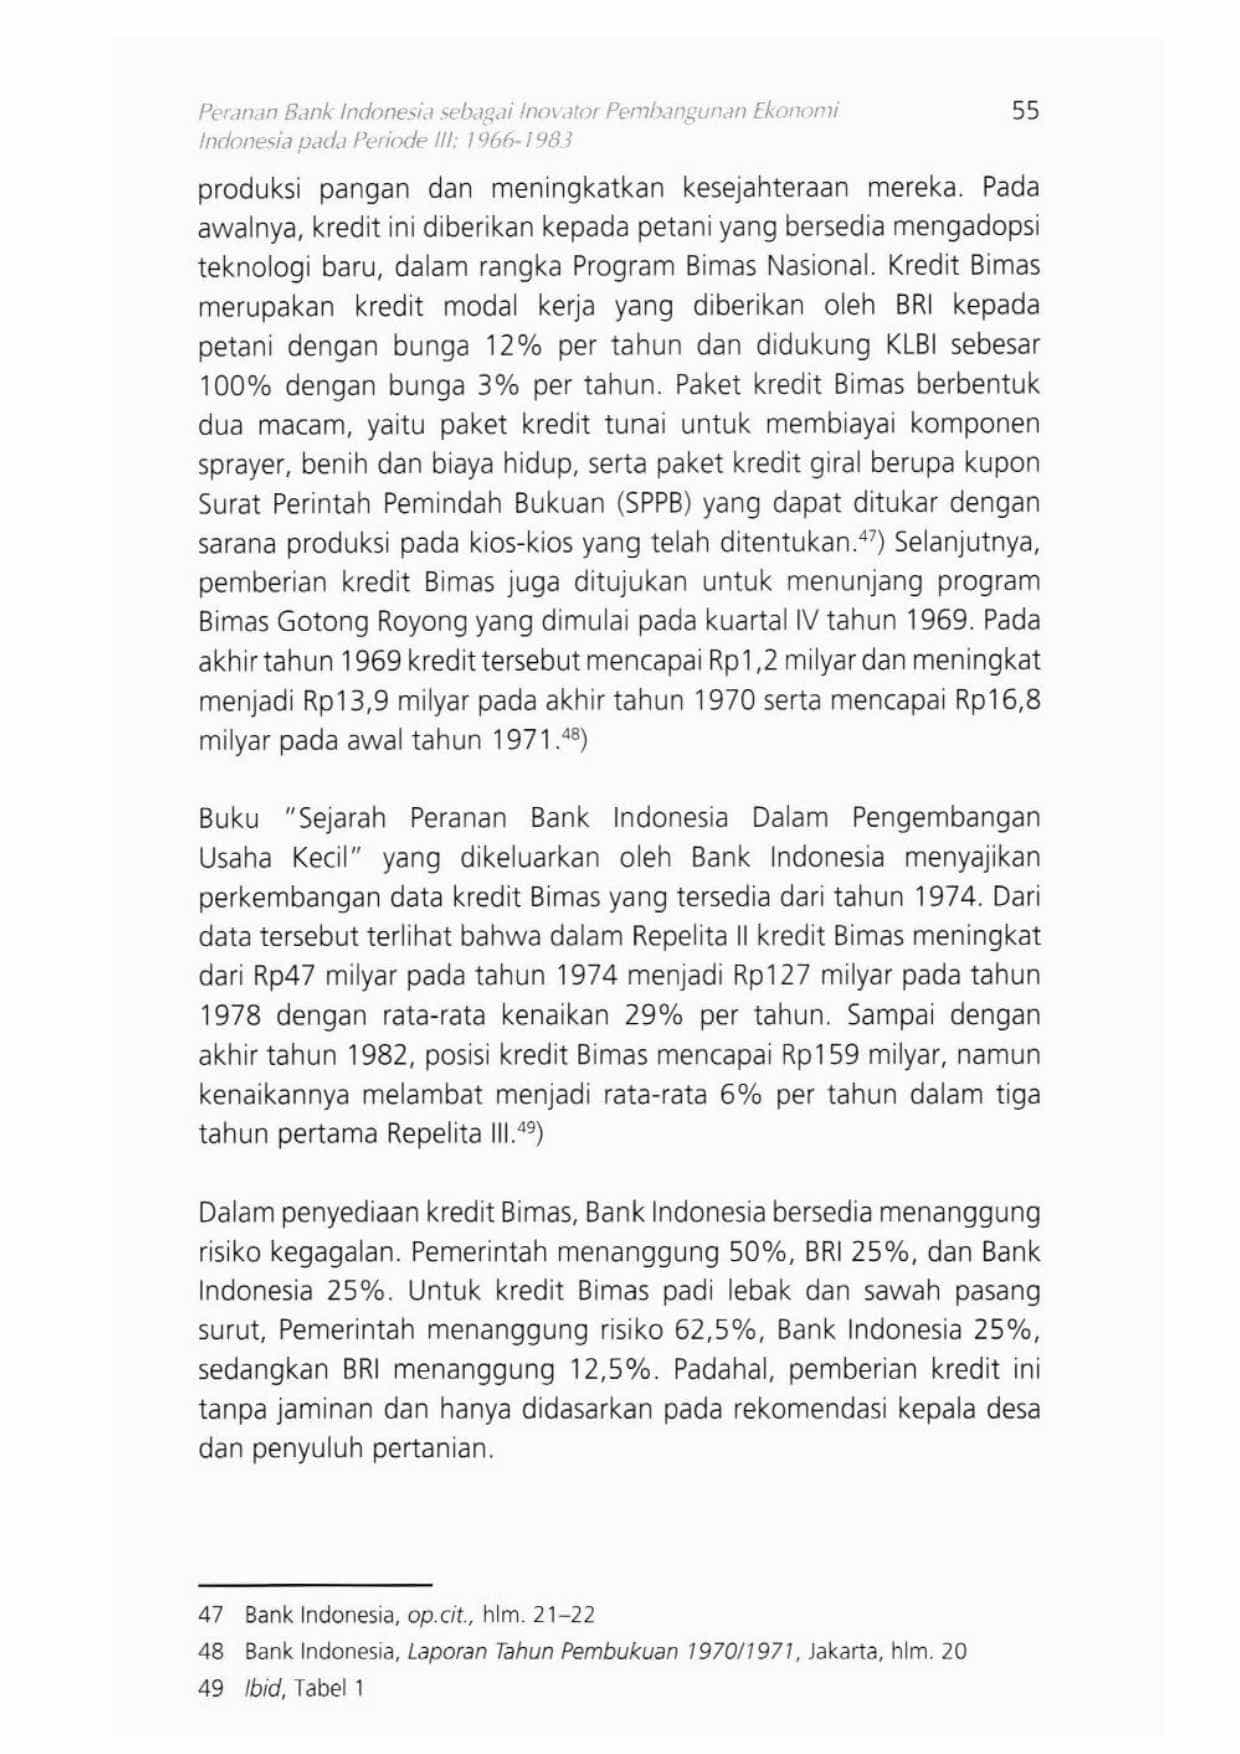 Peranan Bank Indonesia sebagai Inovator Pembangunan Ekonomi 55
Indonesia pada Periode III: 1966-1983
produksi pangan dan meningkatkan kesejahteraan mereka. Pada
awalnya, kredit ini diberikan kepada petani yang bersedia mengadopsi
teknologi baru, dalam rangka Program Bimas Nasional. Kredit Bimas
merupakan kredit modal kerja yang diberikan oleh BRI kepada
petani dengan bunga 12% per tahun dan didukung KLBI sebesar
100% dengan bunga 3% per tahun. Paket kredit Bimas berbentuk
dua macam, yaitu paket kredit tunai untuk membiayai komponen
sprayer, benih dan biaya hidup, serta paket kredit giral berupa kupon
Surat Perintah Pemindah Bukuan (SPPB) yang dapat ditukar dengan
sarana produksi pada kios-kios yang telah ditentukan.⁴⁷) Selanjutnya,
pemberian kredit Bimas juga ditujukan untuk menunjang program
Bimas Gotong Royong yang dimulai pada kuartal IV tahun 1969. Pada
akhir tahun 1969 kredit tersebut mencapai Rp1,2 milyar dan meningkat
menjadi Rp13,9 milyar pada akhir tahun 1970 serta mencapai Rp16,8
milyar pada awal tahun 1971.⁴⁸)
Buku "Sejarah Peranan Bank Indonesia Dalam Pengembangan
Usaha Kecil" yang dikeluarkan oleh Bank Indonesia menyajikan
perkembangan data kredit Bimas yang tersedia dari tahun 1974. Dari
data tersebut terlihat bahwa dalam Repelita II kredit Bimas meningkat
dari Rp47 milyar pada tahun 1974 menjadi Rp127 milyar pada tahun
1978 dengan rata-rata kenaikan 29% per tahun. Sampai dengan
akhir tahun 1982, posisi kredit Bimas mencapai Rp159 milyar, namun
kenaikannya melambat menjadi rata-rata 6% per tahun dalam tiga
tahun pertama Repelita III.⁴⁹)
Dalam penyediaan kredit Bimas, Bank Indonesia bersedia menanggung
risiko kegagalan. Pemerintah menanggung 50%, BRI 25%, dan Bank
Indonesia 25%. Untuk kredit Bimas padi lebak dan sawah pasang
surut, Pemerintah menanggung risiko 62,5%, Bank Indonesia 25%,
sedangkan BRI menanggung 12,5%. Padahal, pemberian kredit ini
tanpa jaminan dan hanya didasarkan pada rekomendasi kepala desa
dan penyuluh pertanian.
47 Bank Indonesia, op.cit., hlm. 21–22
48 Bank Indonesia, Laporan Tahun Pembukuan 1970/1971, Jakarta, hlm. 20
49 Ibid, Tabel 1